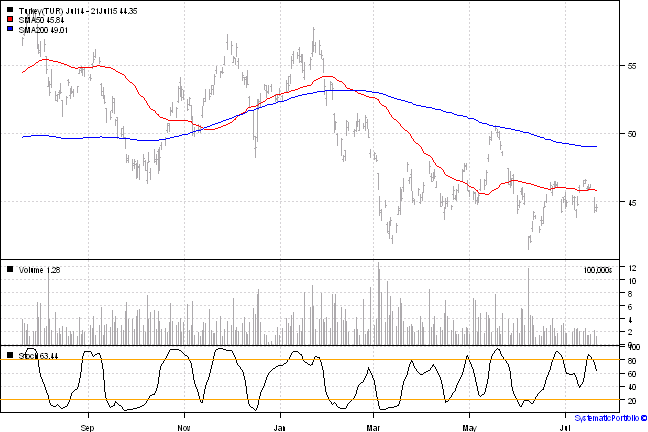 Turkey(TUR) Jul14 - 21Jul15 44.35
SMA50 45.84
SMA200 49.01
55
50
45
Volume 1.28
100,000s
12
10
8
6
4
2
0
Stock 63.44
100
80
60
40
20
Sep Nov Jan Mar May Jul
SystematicPortfolio ©